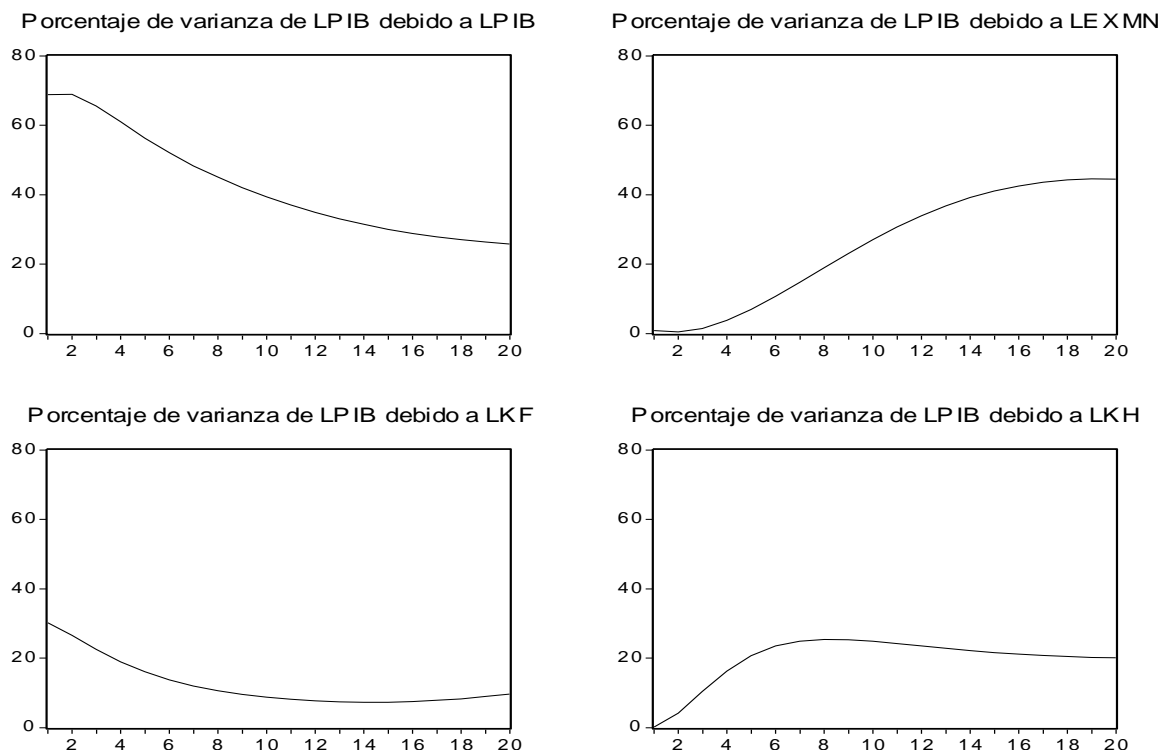 Porcentaje de varianza de LPIB debido a LPIB
80
60
40
20
0
2 4 6 8 10 12 14 16 18 20
Porcentaje de varianza de LPIB debido a LEXMN
80
60
40
20
0
2 4 6 8 10 12 14 16 18 20
Porcentaje de varianza de LPIB debido a LKF
80
60
40
20
0
2 4 6 8 10 12 14 16 18 20
Porcentaje de varianza de LPIB debido a LKH
80
60
40
20
0
2 4 6 8 10 12 14 16 18 20